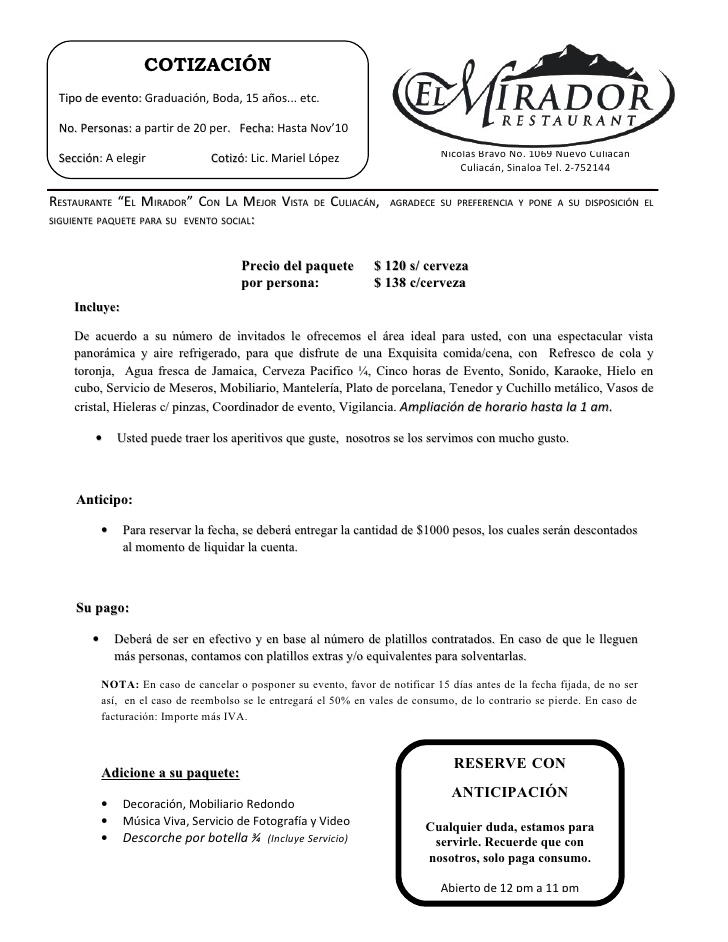 COTIZACIÓN
Tipo de evento: Graduación, Boda, 15 años... etc.
No. Personas: a partir de 20 per.   Fecha: Hasta Nov'10
Sección: A elegir                    Cotizó: Lic. Mariel López
EL MIRADOR
RESTAURANT
Nicolás Bravo No. 1069 Nuevo Culiacán
Culiacán, Sinaloa Tel. 2-752144
RESTAURANTE "EL MIRADOR" CON LA MEJOR VISTA DE CULIACÁN,  AGRADECE SU PREFERENCIA Y PONE A SU DISPOSICIÓN EL
SIGUIENTE PAQUETE PARA SU  EVENTO SOCIAL:
Precio del paquete     $ 120 s/ cerveza
por persona:           $ 138 c/cerveza
Incluye:
De acuerdo a su número de invitados le ofrecemos el área ideal para usted, con una espectacular vista
panorámica y aire refrigerado, para que disfrute de una Exquisita comida/cena, con  Refresco de cola y
toronja,  Agua fresca de Jamaica, Cerveza Pacifico ¼, Cinco horas de Evento, Sonido, Karaoke, Hielo en
cubo, Servicio de Meseros, Mobiliario, Mantelería, Plato de porcelana, Tenedor y Cuchillo metálico, Vasos de
cristal, Hieleras c/ pinzas, Coordinador de evento, Vigilancia. Ampliación de horario hasta la 1 am.
• Usted puede traer los aperitivos que guste,  nosotros se los servimos con mucho gusto.
Anticipo:
• Para reservar la fecha, se deberá entregar la cantidad de $1000 pesos, los cuales serán descontados
al momento de liquidar la cuenta.
Su pago:
• Deberá de ser en efectivo y en base al número de platillos contratados. En caso de que le lleguen
más personas, contamos con platillos extras y/o equivalentes para solventarlas.
NOTA: En caso de cancelar o posponer su evento, favor de notificar 15 días antes de la fecha fijada, de no ser
así,  en el caso de reembolso se le entregará el 50% en vales de consumo, de lo contrario se pierde. En caso de
facturación: Importe más IVA.
Adicione a su paquete:
• Decoración, Mobiliario Redondo
• Música Viva, Servicio de Fotografía y Video
• Descorche por botella ¾  (Incluye Servicio)
RESERVE CON
ANTICIPACIÓN
Cualquier duda, estamos para
servirle. Recuerde que con
nosotros, solo paga consumo.
Abierto de 12 pm a 11 pm